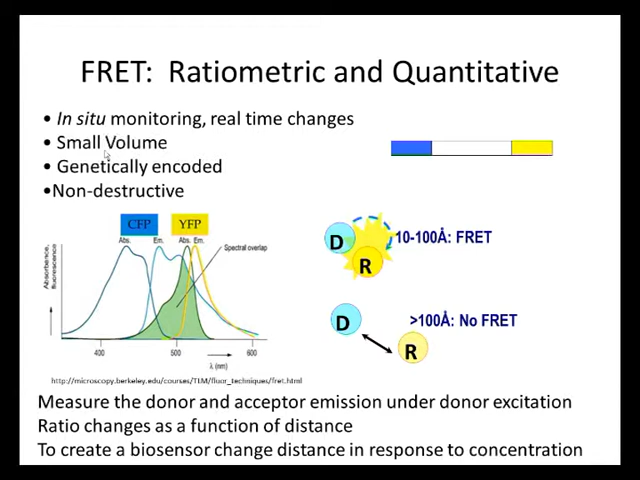 FRET: Ratiometric and Quantitative
• In situ monitoring, real time changes
• Small Volume
• Genetically encoded
•Non-destructive
CFP YFP
Abs. Em. Abs. Em.
Spectral overlap
Absorbance,
fluorescence
400 500 600
λ (nm)
D
R
10-100Å: FRET
D
R
>100Å: No FRET
http://microscopy.berkeley.edu/courses/TLM/fluor_techniques/fret.html
Measure the donor and acceptor emission under donor excitation
Ratio changes as a function of distance
To create a biosensor change distance in response to concentration